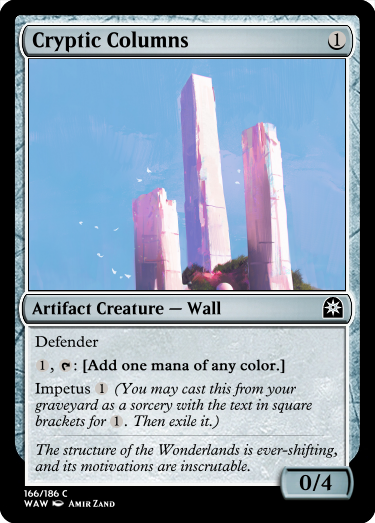 Cryptic Columns 1
Artifact Creature — Wall
Defender
1, : [Add one mana of any color.]
Impetus 1 (You may cast this from your
graveyard as a sorcery with the text in square
brackets for 1. Then exile it.)
The structure of the Wonderlands is ever-shifting,
and its motivations are inscrutable.
0/4
166/186 C
WAW Amir Zand